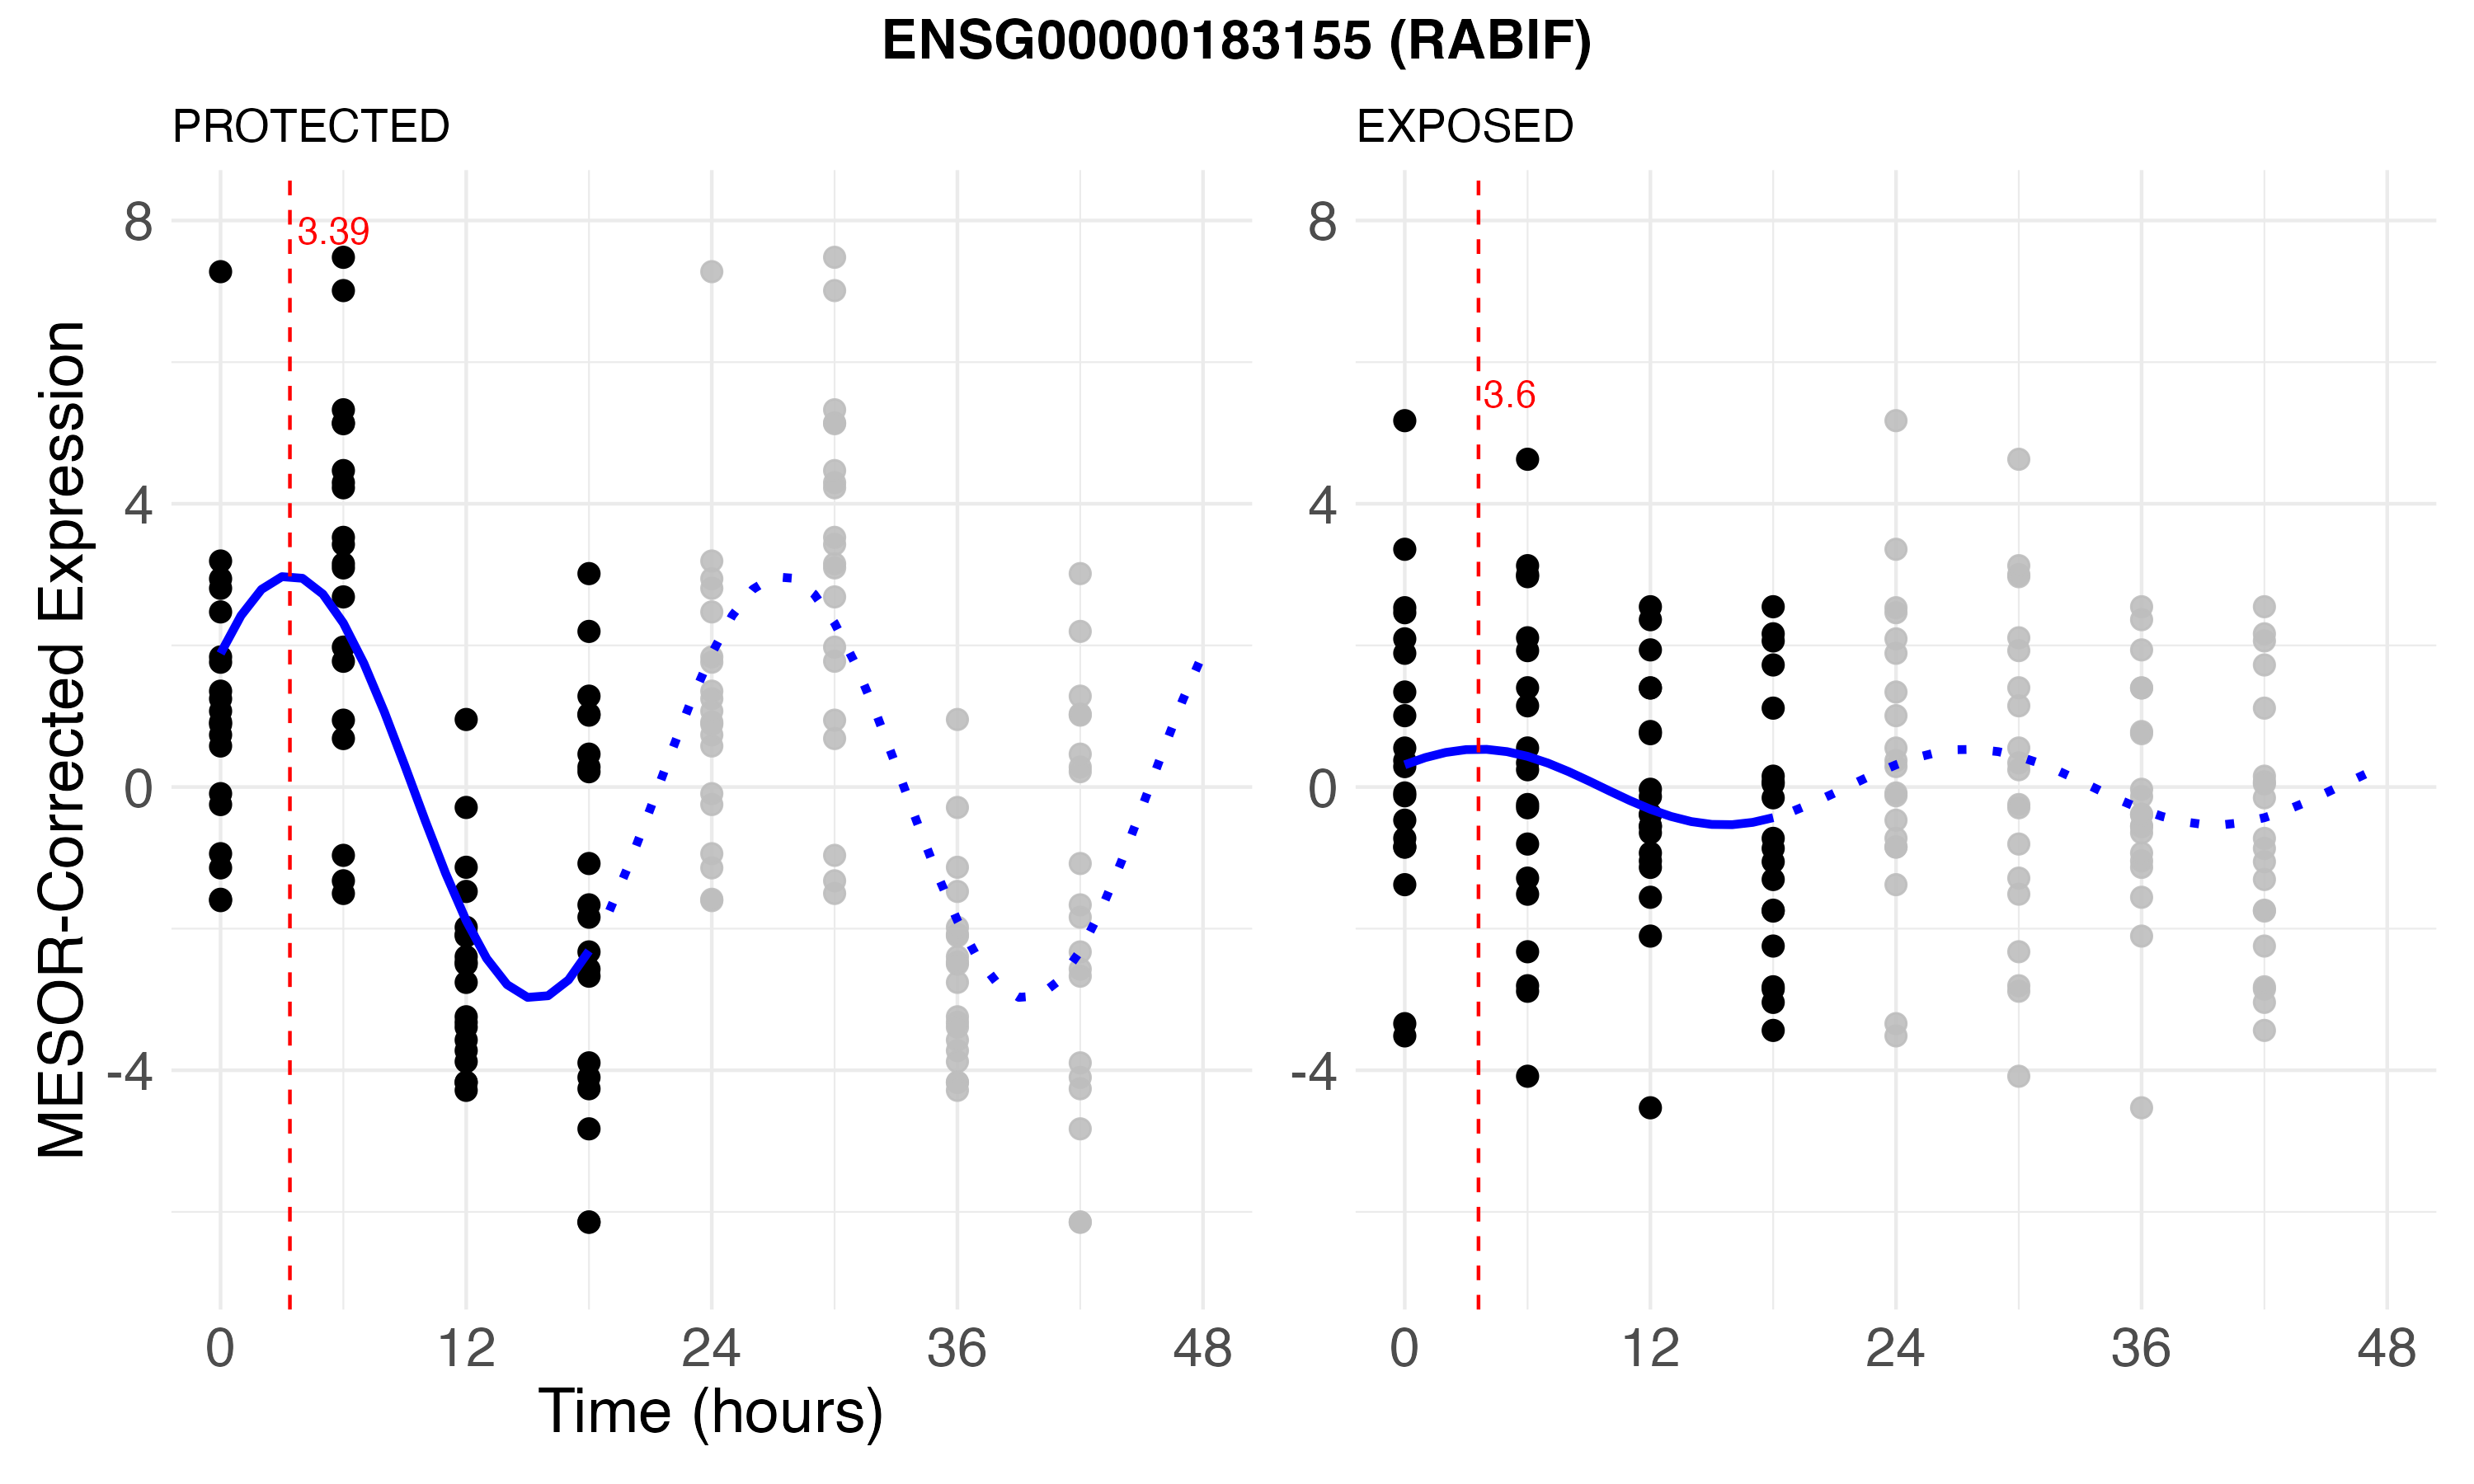 ENSG00000183155 (RABIF)
PROTECTED
EXPOSED
MESOR-Corrected Expression
8
4
0
-4
3.39
0 12 24 36 48
8
4
0
-4
3.6
0 12 24 36 48
Time (hours)